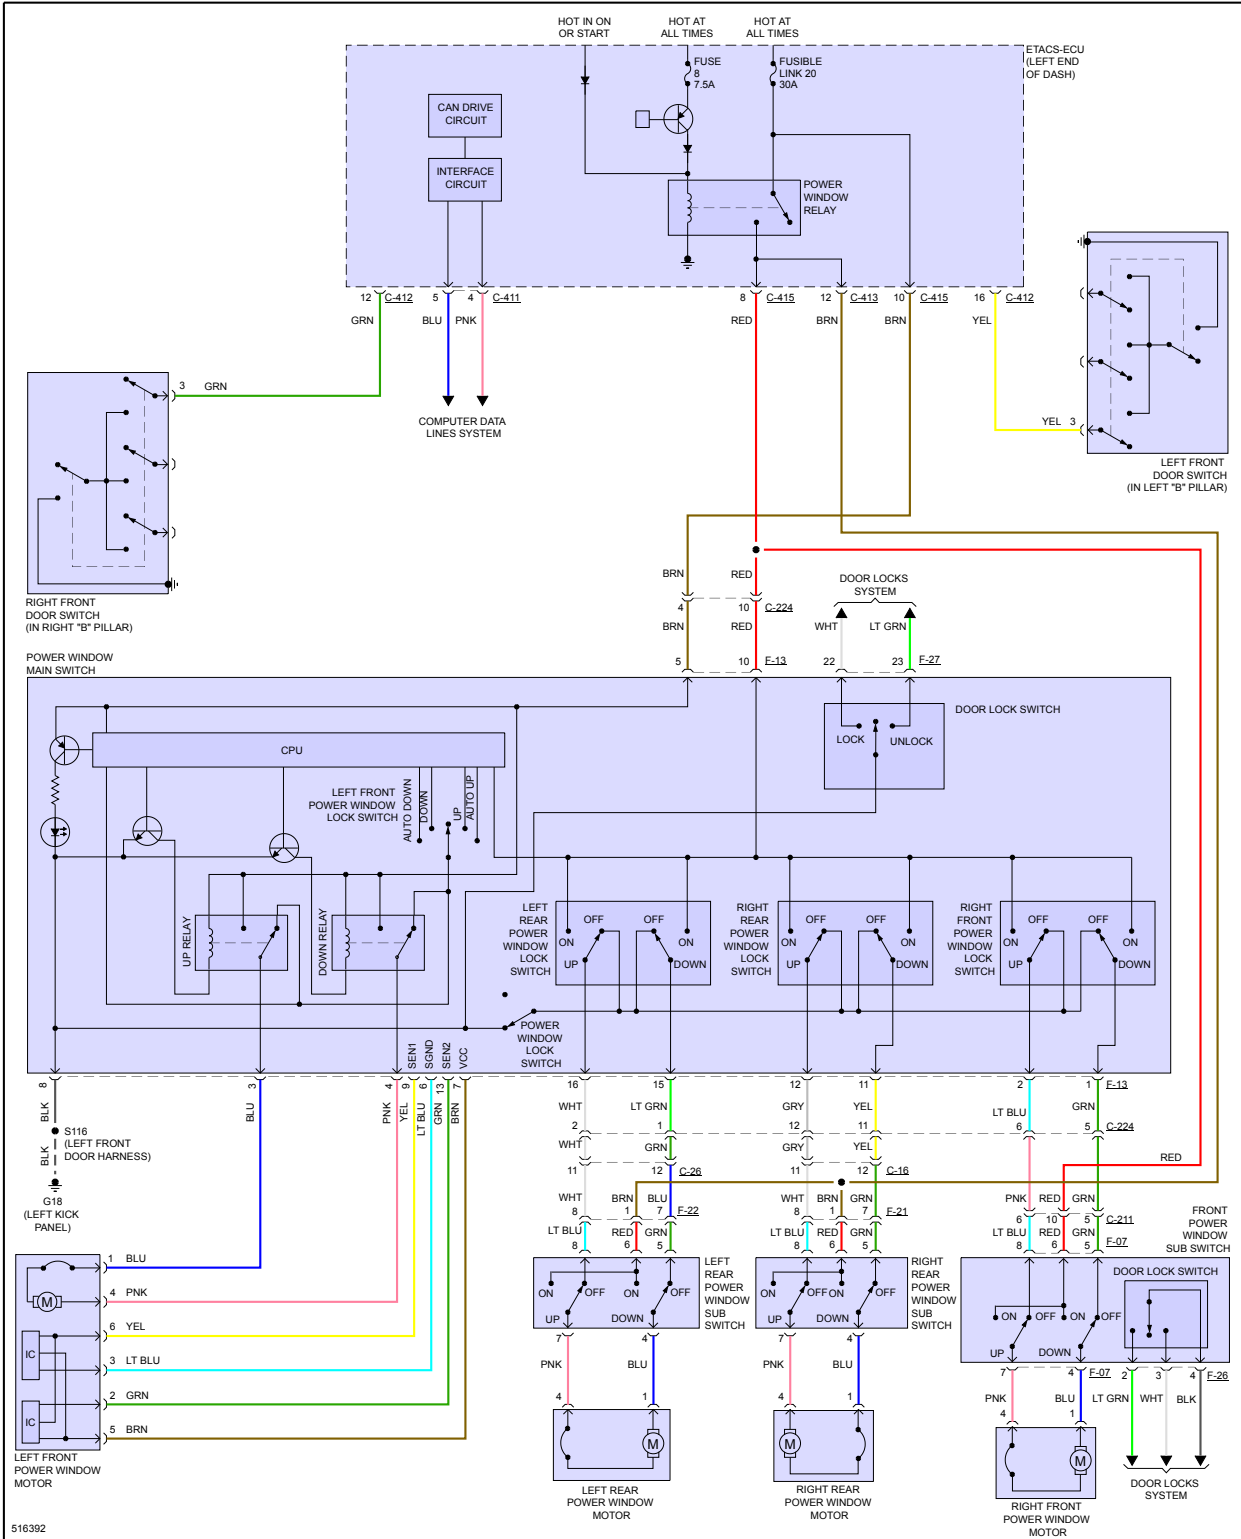 HOT IN ON
OR START
HOT AT
ALL TIMES
HOT AT
ALL TIMES
ETACS-ECU
(LEFT END
OF DASH)
FUSE
8
7.5A
FUSIBLE
LINK 20
30A
CAN DRIVE
CIRCUIT
INTERFACE
CIRCUIT
POWER
WINDOW
RELAY
12 C-412
5
4 C-411
8 C-415
12 C-413
10 C-415
16 C-412
GRN
BLU
PNK
RED
BRN
BRN
YEL
3 GRN
COMPUTER DATA
LINES SYSTEM
YEL 3
LEFT FRONT
DOOR SWITCH
(IN LEFT "B" PILLAR)
RIGHT FRONT
DOOR SWITCH
(IN RIGHT "B" PILLAR)
BRN
RED
4
10 C-224
BRN
RED
5
10 F-13
DOOR LOCKS
SYSTEM
WHT
LT GRN
22
23 F-27
POWER WINDOW
MAIN SWITCH
CPU
DOOR LOCK SWITCH
LOCK
UNLOCK
LEFT FRONT
POWER WINDOW
LOCK SWITCH
AUTO DOWN
DOWN
UP
AUTO UP
UP RELAY
DOWN RELAY
LEFT
REAR
POWER
WINDOW
LOCK
SWITCH
OFF
OFF
ON
ON
UP
DOWN
RIGHT
REAR
POWER
WINDOW
LOCK
SWITCH
OFF
OFF
ON
ON
UP
DOWN
RIGHT
FRONT
POWER
WINDOW
LOCK
SWITCH
OFF
OFF
ON
ON
UP
DOWN
POWER
WINDOW
LOCK
SWITCH
SEN1
SGND
SEN2
VCC
8
3
4
9
6
13
7
16
15
12
11
2
1 F-13
BLK
BLU
PNK
YEL
LT BLU
GRN
BRN
WHT
LT GRN
GRY
YEL
LT BLU
GRN
2
1
12
11
6
5 C-224
S116
(LEFT FRONT
DOOR HARNESS)
BLK
G18
(LEFT KICK
PANEL)
WHT
GRN
GRY
YEL
RED
11
12 C-26
11
12 C-16
WHT
BRN
BLU
WHT
BRN
GRN
PNK
RED
GRN
8
1
7 F-22
8
1
7 F-21
6
10
5 C-211
LT BLU
RED
GRN
LT BLU
RED
GRN
LT BLU
RED
GRN
8
6
5
8
6
5
8
6
5 F-07
FRONT
POWER
WINDOW
SUB SWITCH
LEFT
REAR
POWER
WINDOW
SUB
SWITCH
ON
OFF
ON
OFF
UP
DOWN
RIGHT
REAR
POWER
WINDOW
SUB
SWITCH
ON
OFF
ON
OFF
UP
DOWN
DOOR LOCK SWITCH
ON
OFF
ON
OFF
UP
DOWN
7
4
7
4
7
4 F-07
2
3
4 F-26
PNK
BLU
PNK
BLU
PNK
BLU
LT GRN
WHT
BLK
4
1
4
1
4
1
M
M
M
LEFT REAR
POWER WINDOW
MOTOR
RIGHT REAR
POWER WINDOW
MOTOR
RIGHT FRONT
POWER WINDOW
MOTOR
DOOR LOCKS
SYSTEM
1 BLU
M
4 PNK
6 YEL
IC
3 LT BLU
2 GRN
IC
5 BRN
LEFT FRONT
POWER WINDOW
MOTOR
516392